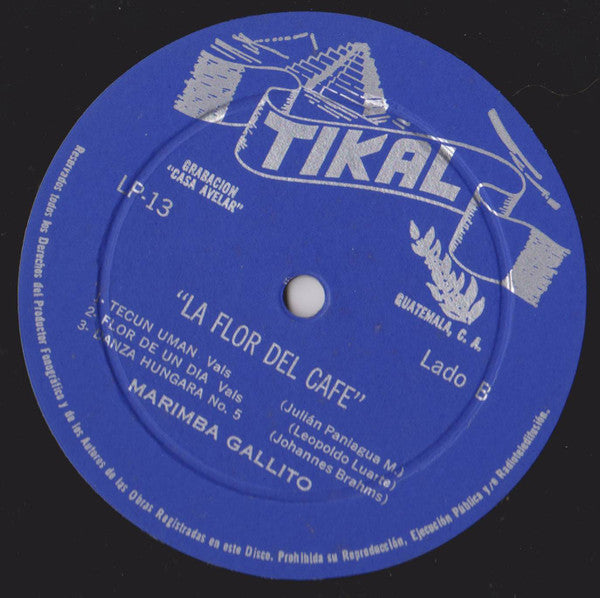 TIKAL
GRABACION
"CASA AVELAR"
LP-13
GUATEMALA, C. A.
Lado B
"LA FLOR DEL CAFE"
1. TECUN UMAN Vals (Julián Paniagua M.)
2. FLOR DE UN DIA Vals (Leopoldo Luarte)
3. DANZA HUNGARA No. 5 (Johannes Brahms)
MARIMBA GALLITO
Reservados todos los Derechos del Productor Fonográfico y de los Autores de las Obras Registradas en este Disco. Prohibida su Reproducción, Ejecución Pública y/o Radioteledifusión.